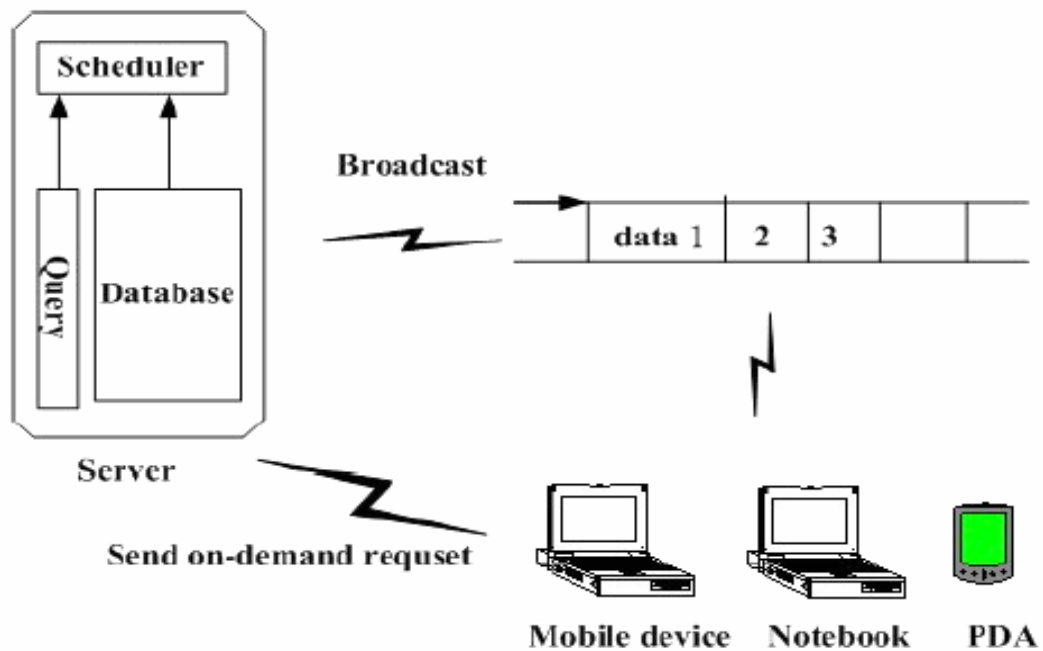 Scheduler
Broadcast
data 1 2 3
Query
Database
Server
Send on-demand requset
Mobile device Notebook PDA